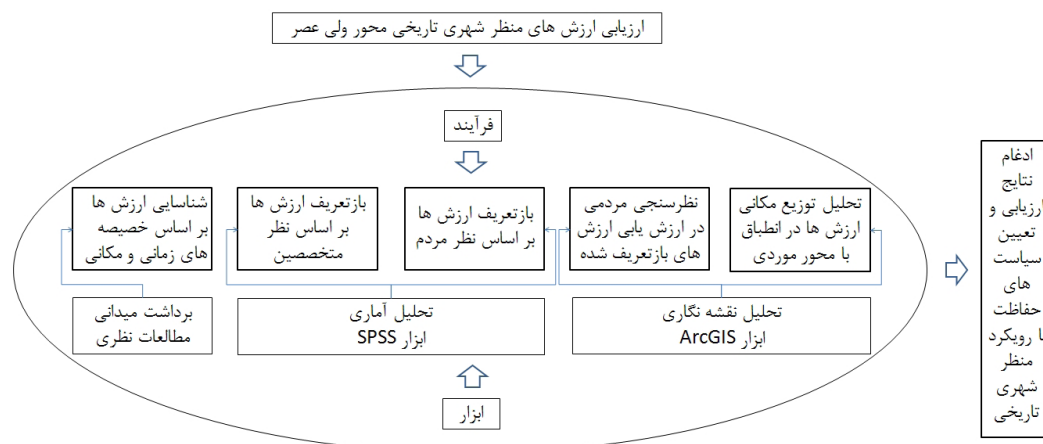 ارزیابی ارزش های منظر شهری تاریخی محور ولی عصر
فرآیند
شناسایی ارزش ها
بر اساس خصیصه
های زمانی و مکانی
بازتعریف ارزش ها
بر اساس نظر
متخصصین
بازتعریف ارزش ها
بر اساس نظر مردم
نظرسنجی مردمی
در ارزش یابی ارزش
های بازتعریف شده
تحلیل توزیع مکانی
ارزش ها در انطباق
با محور موردی
برداشت میدانی
مطالعات نظری
تحلیل آماری
ابزار SPSS
تحلیل نقشه نگاری
ابزار ArcGIS
ابزار
ادغام
نتایج
ارزیابی و
تعیین
سیاست
های
حفاظت
با رویکرد
منظر
شهری
تاریخی